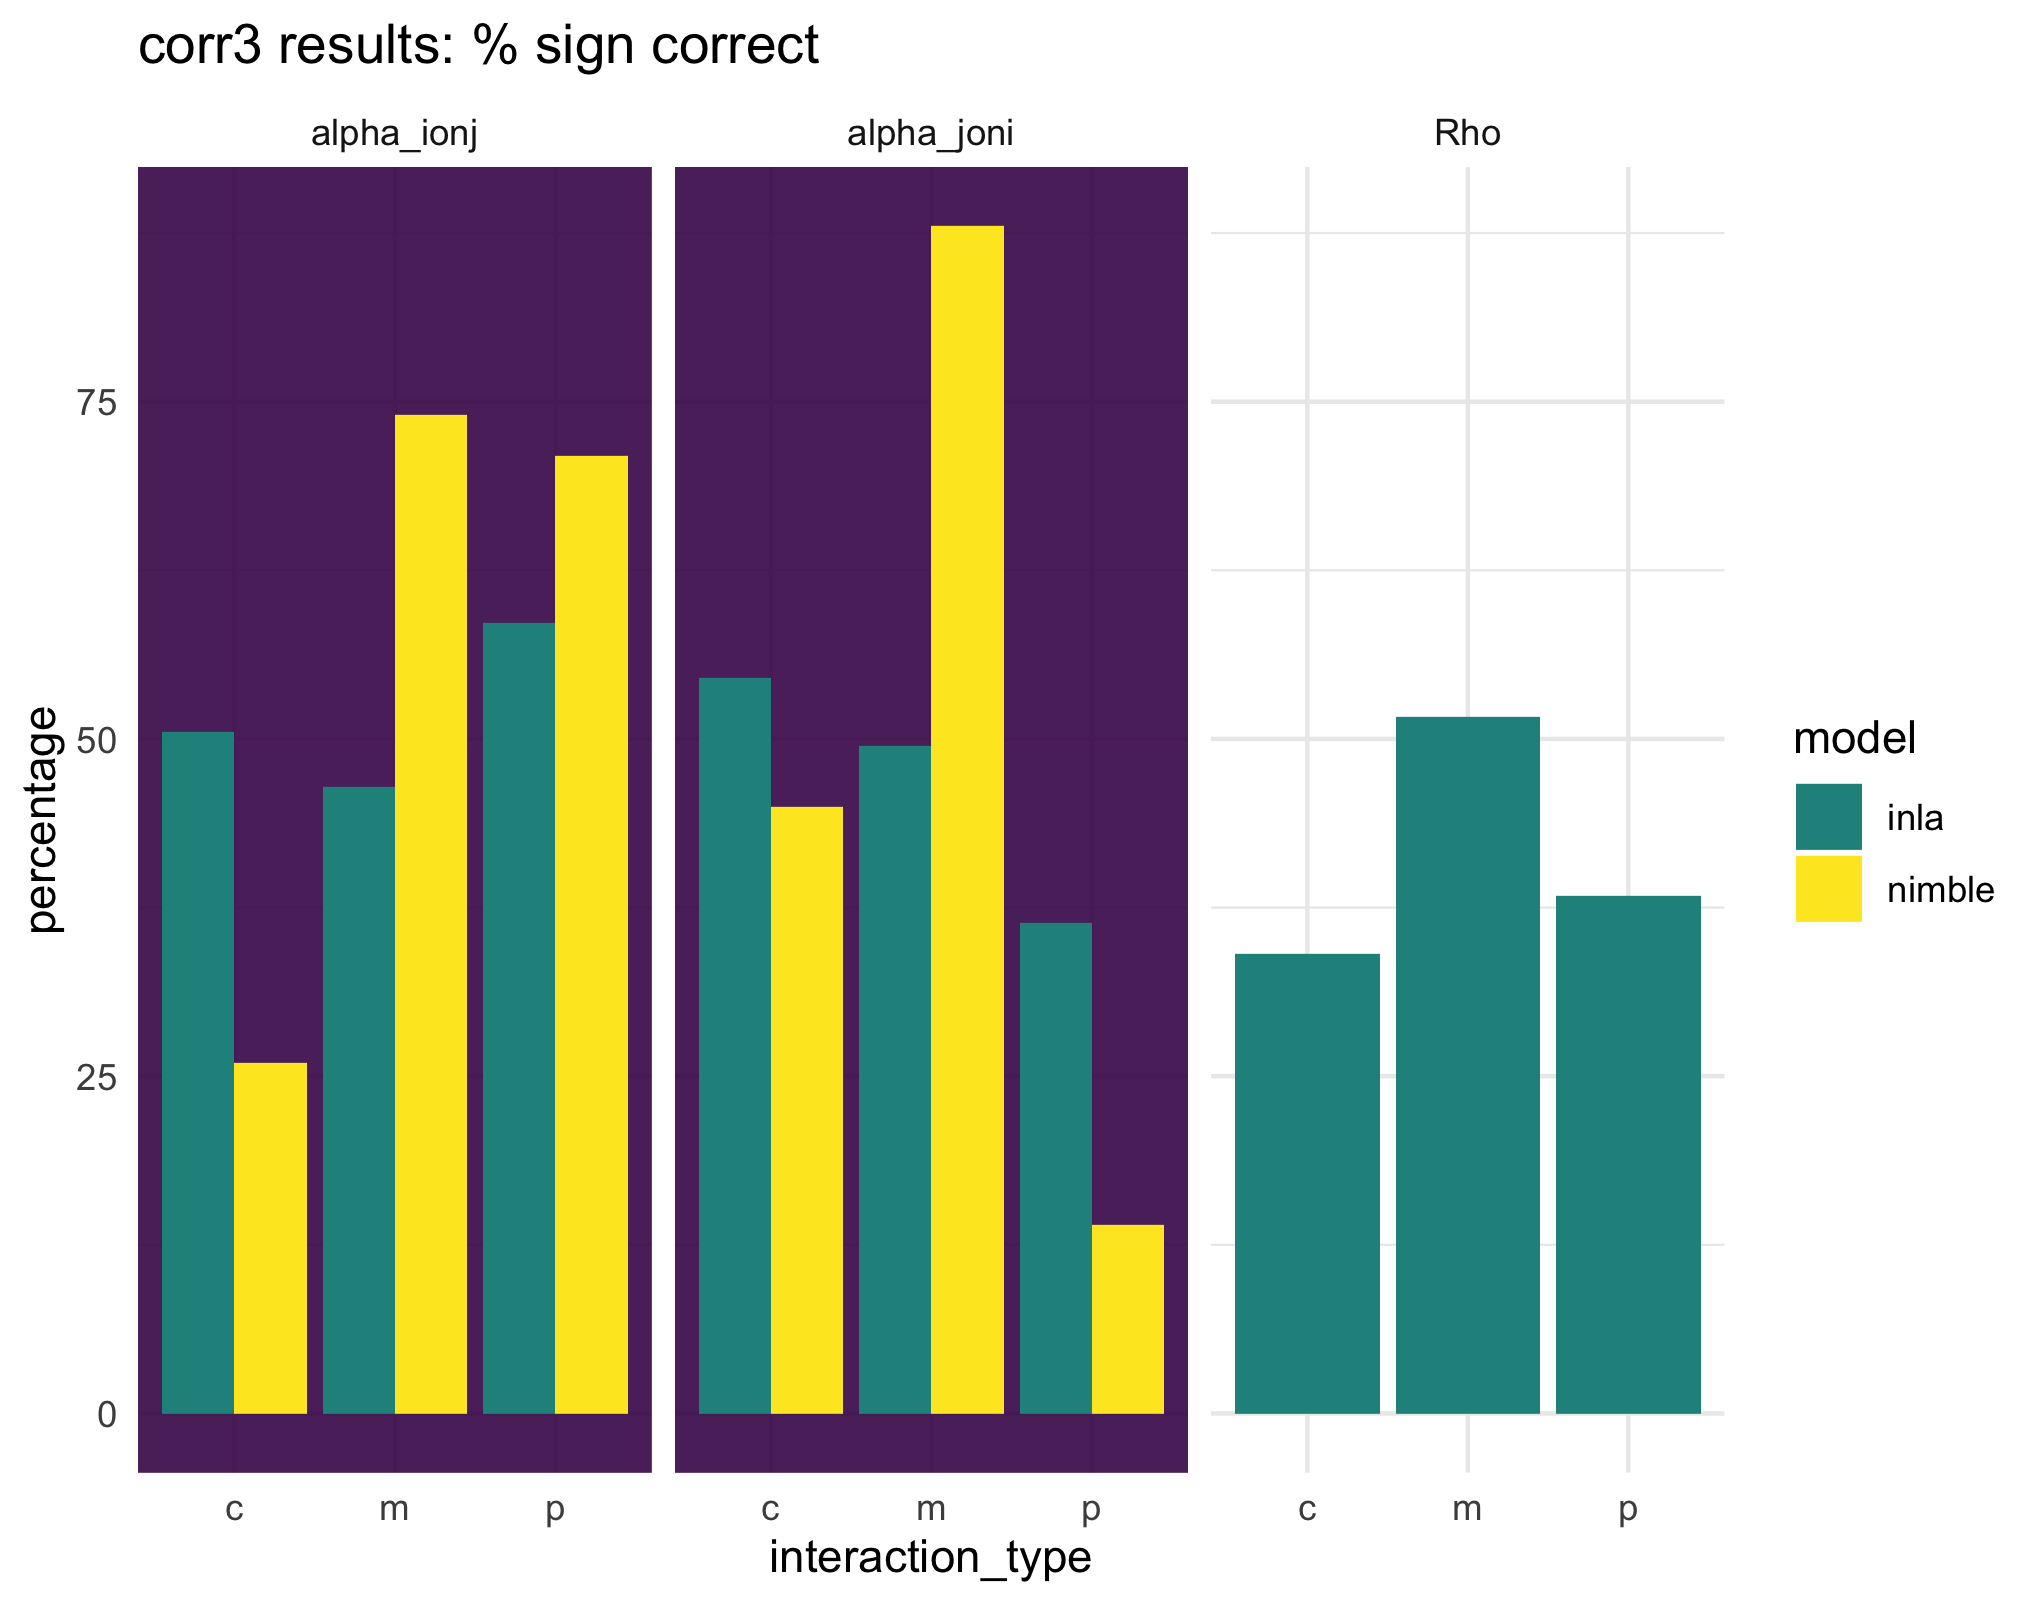 corr3 results: % sign correct
alpha_ionj
alpha_joni
Rho
75
50
25
0
percentage
c m p
c m p
c m p
interaction_type
model
inla
nimble